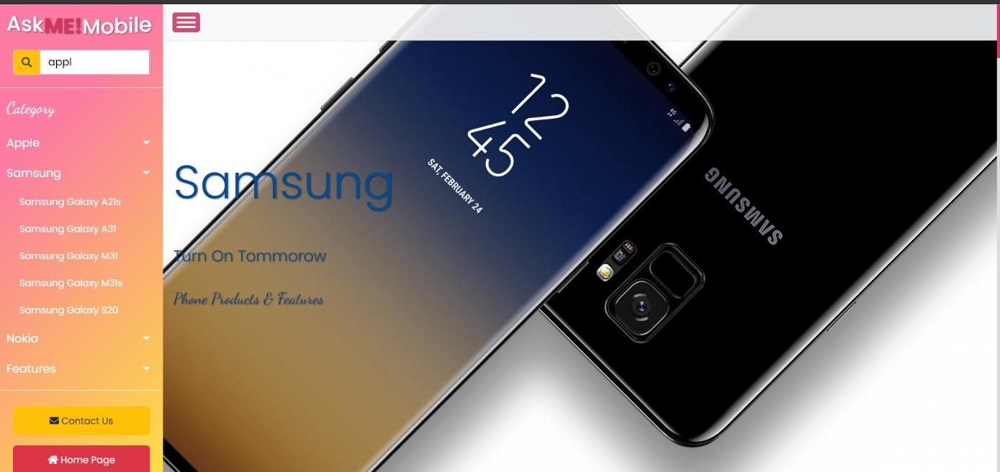 AskME!Mobile
appl
Category
Apple
Samsung
Samsung Galaxy A21s
Samsung Galaxy A31
Samsung Galaxy M31
Samsung Galaxy M31s
Samsung Galaxy S20
Nokia
Features
Contact Us
Home Page
12
45
SAT, FEBRUARY 24
4G
SAMSUNG
Samsung
Turn On Tommorow
Phone Products & Features